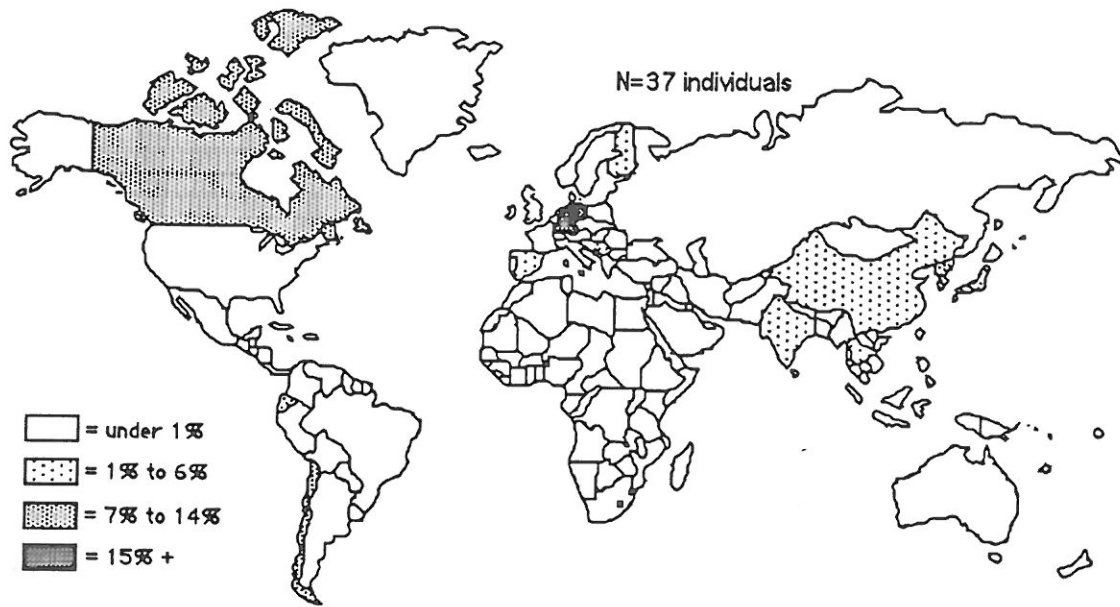 N=37 individuals
= under 1%
= 1% to 6%
= 7% to 14%
= 15% +